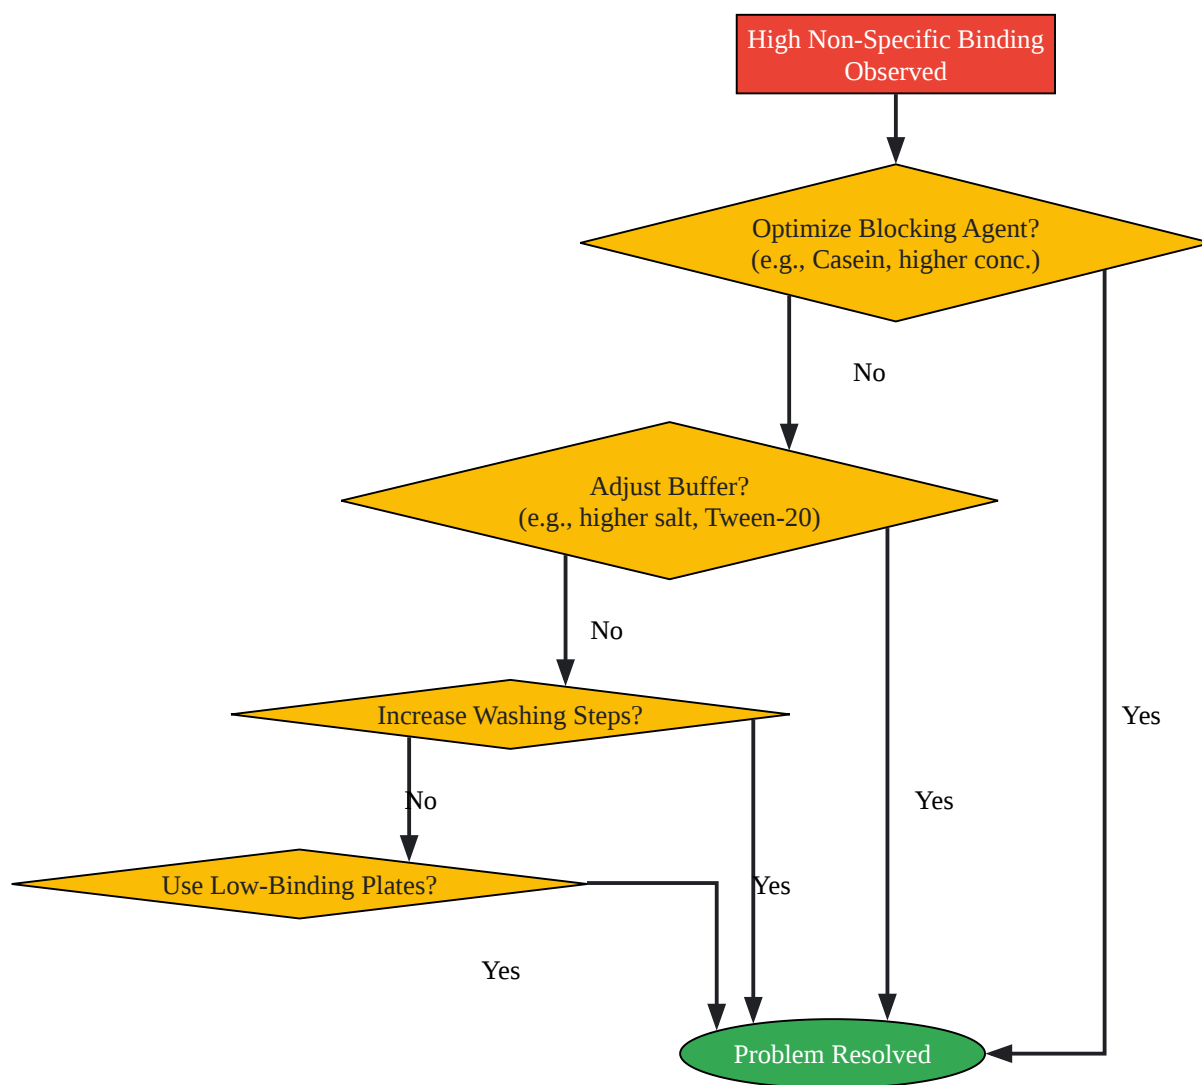 High Non-Specific Binding
Observed
Optimize Blocking Agent?
(e.g., Casein, higher conc.)
No
Adjust Buffer?
(e.g., higher salt, Tween-20)
No
Increase Washing Steps?
Yes
No
Yes
Use Low-Binding Plates?
Yes
Yes
Problem Resolved